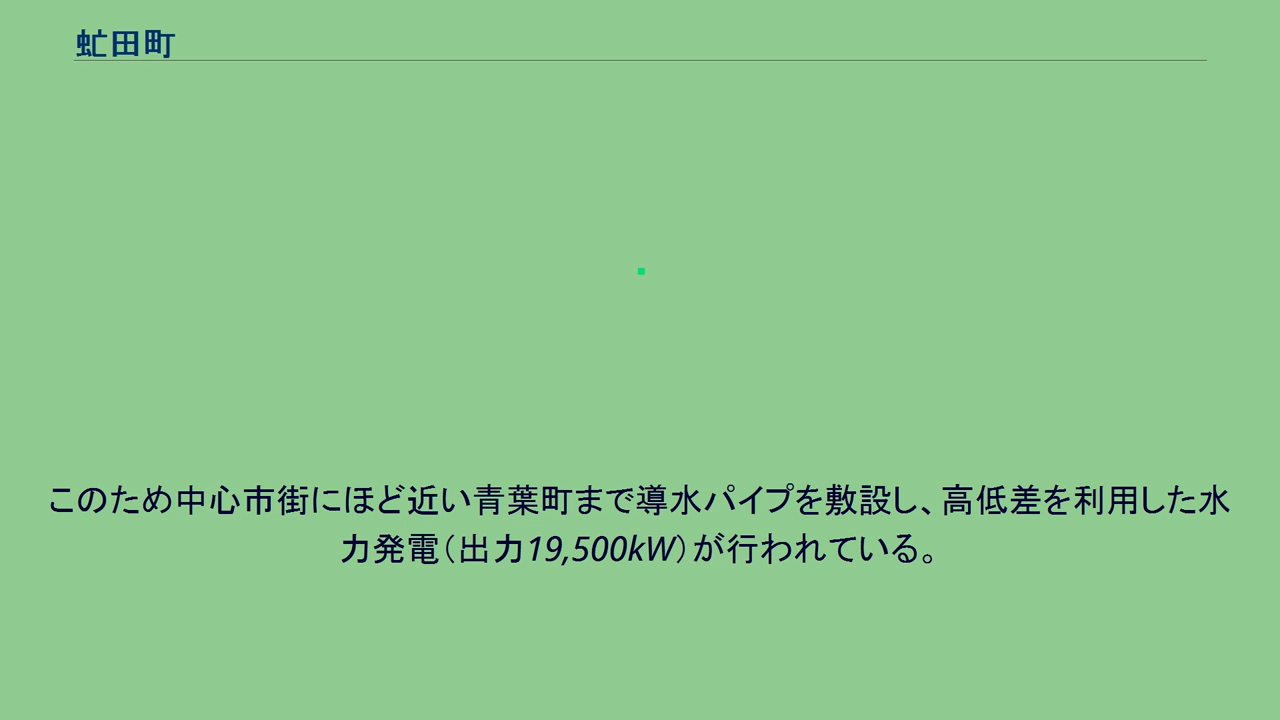 虻田町
このため中心市街にほど近い青葉町まで導水パイプを敷設し、高低差を利用した水
力発電（出力19,500kW）が行われている。